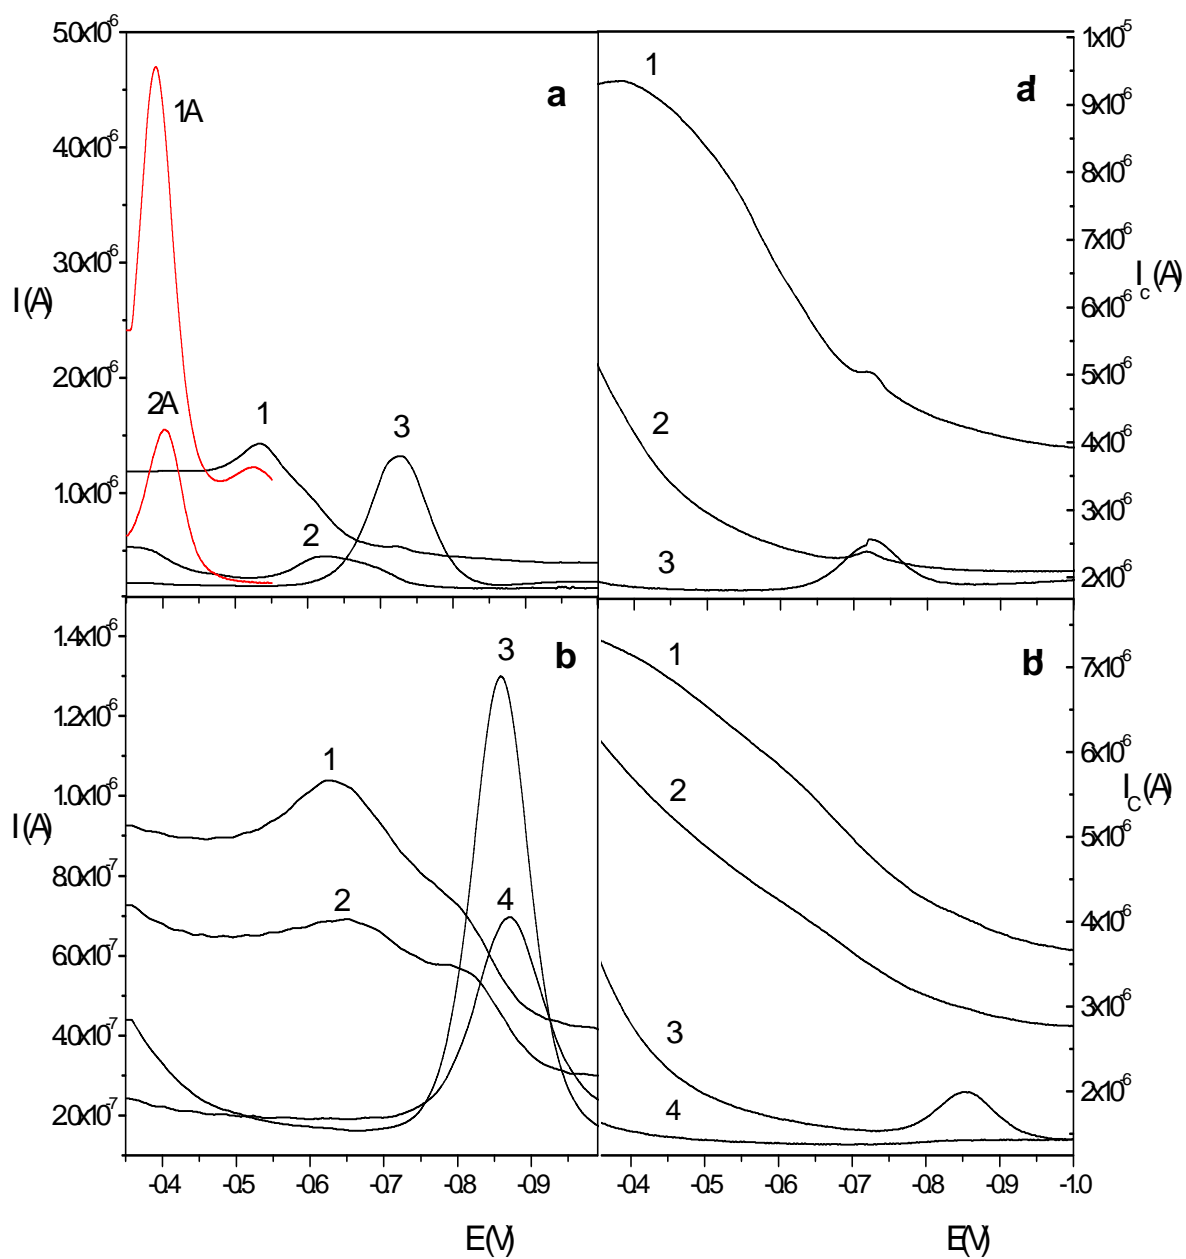 5.0x10⁻⁶
4.0x10⁻⁶
3.0x10⁻⁶
2.0x10⁻⁶
1.0x10⁻⁶
I (A)
a
1A
2A
1
2
3
a'
1
2
3
1x10⁻⁵
9x10⁻⁶
8x10⁻⁶
7x10⁻⁶
6x10⁻⁶
5x10⁻⁶
4x10⁻⁶
3x10⁻⁶
2x10⁻⁶
I_c (A)
1.4x10⁻⁶
1.2x10⁻⁶
1.0x10⁻⁶
8.0x10⁻⁷
6.0x10⁻⁷
4.0x10⁻⁷
2.0x10⁻⁷
I (A)
b
1
2
3
4
b'
1
2
3
4
7x10⁻⁶
6x10⁻⁶
5x10⁻⁶
4x10⁻⁶
3x10⁻⁶
2x10⁻⁶
I_C (A)
-0.4 -0.5 -0.6 -0.7 -0.8 -0.9
-0.4 -0.5 -0.6 -0.7 -0.8 -0.9 -1.0
E (V)
E (V)